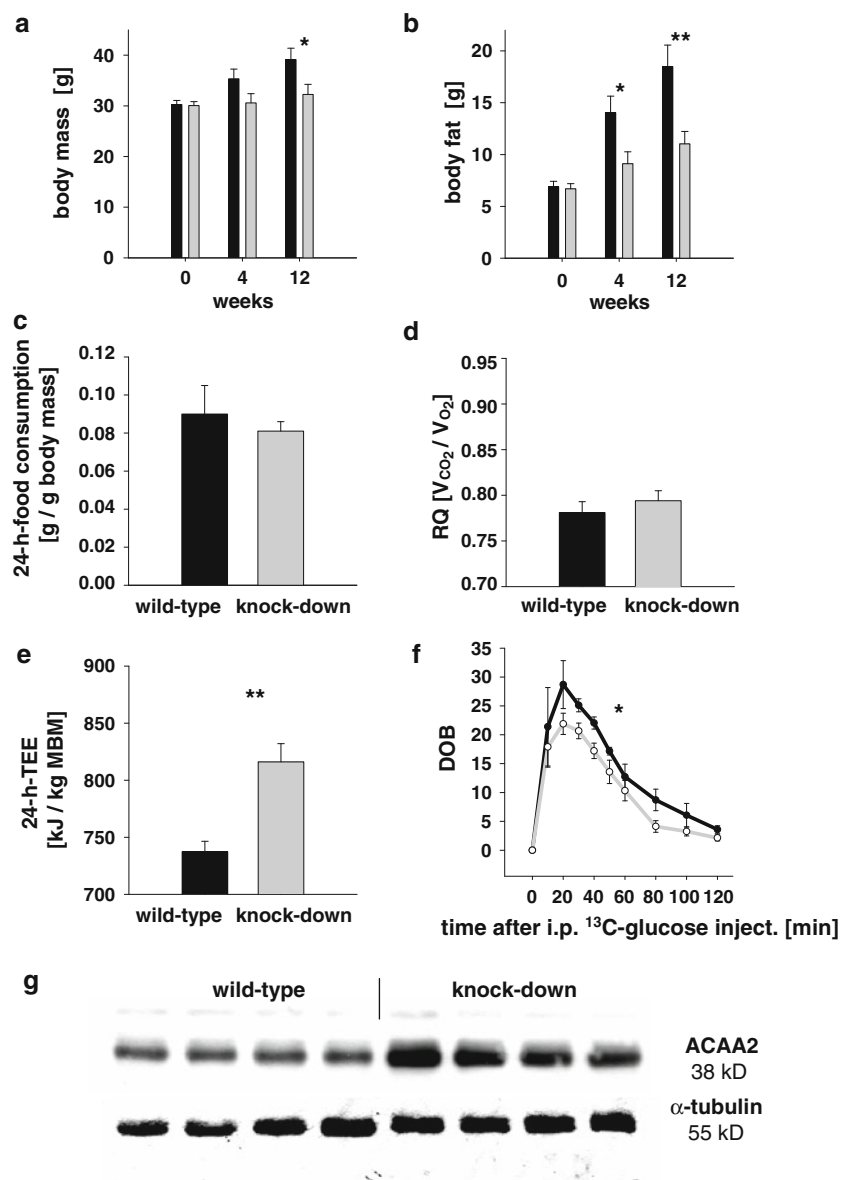 a
body mass [g]
40
30
20
10
0
*
0 4 12
weeks
b
body fat [g]
20
15
10
5
0
*
**
0 4 12
weeks
c
24-h-food consumption
[g / g body mass]
0.12
0.10
0.08
0.06
0.04
0.02
0.00
wild-type knock-down
d
RQ [VCO2 / VO2]
0.95
0.90
0.85
0.80
0.75
0.70
wild-type knock-down
e
24-h-TEE
[kJ / kg MBM]
900
850
800
750
700
**
wild-type knock-down
f
DOB
35
30
25
20
15
10
5
0
*
0 20 40 60 80 100 120
time after i.p. ¹³C-glucose inject. [min]
g
wild-type knock-down
ACAA2
38 kD
α-tubulin
55 kD